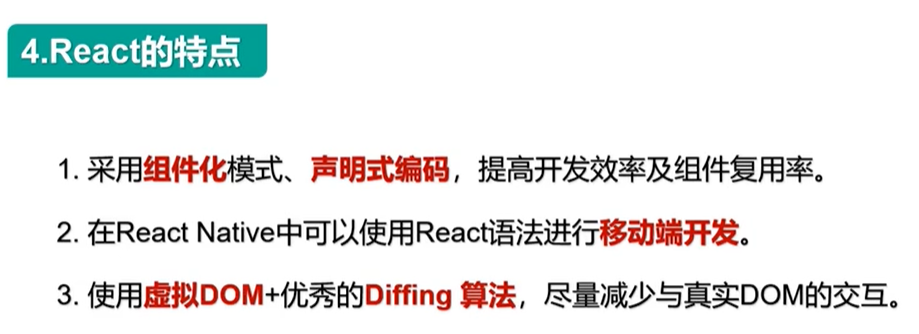 4.React的特点
1. 采用组件化模式、声明式编码，提高开发效率及组件复用率。
2. 在React Native中可以使用React语法进行移动端开发。
3. 使用虚拟DOM+优秀的Diffing 算法，尽量减少与真实DOM的交互。